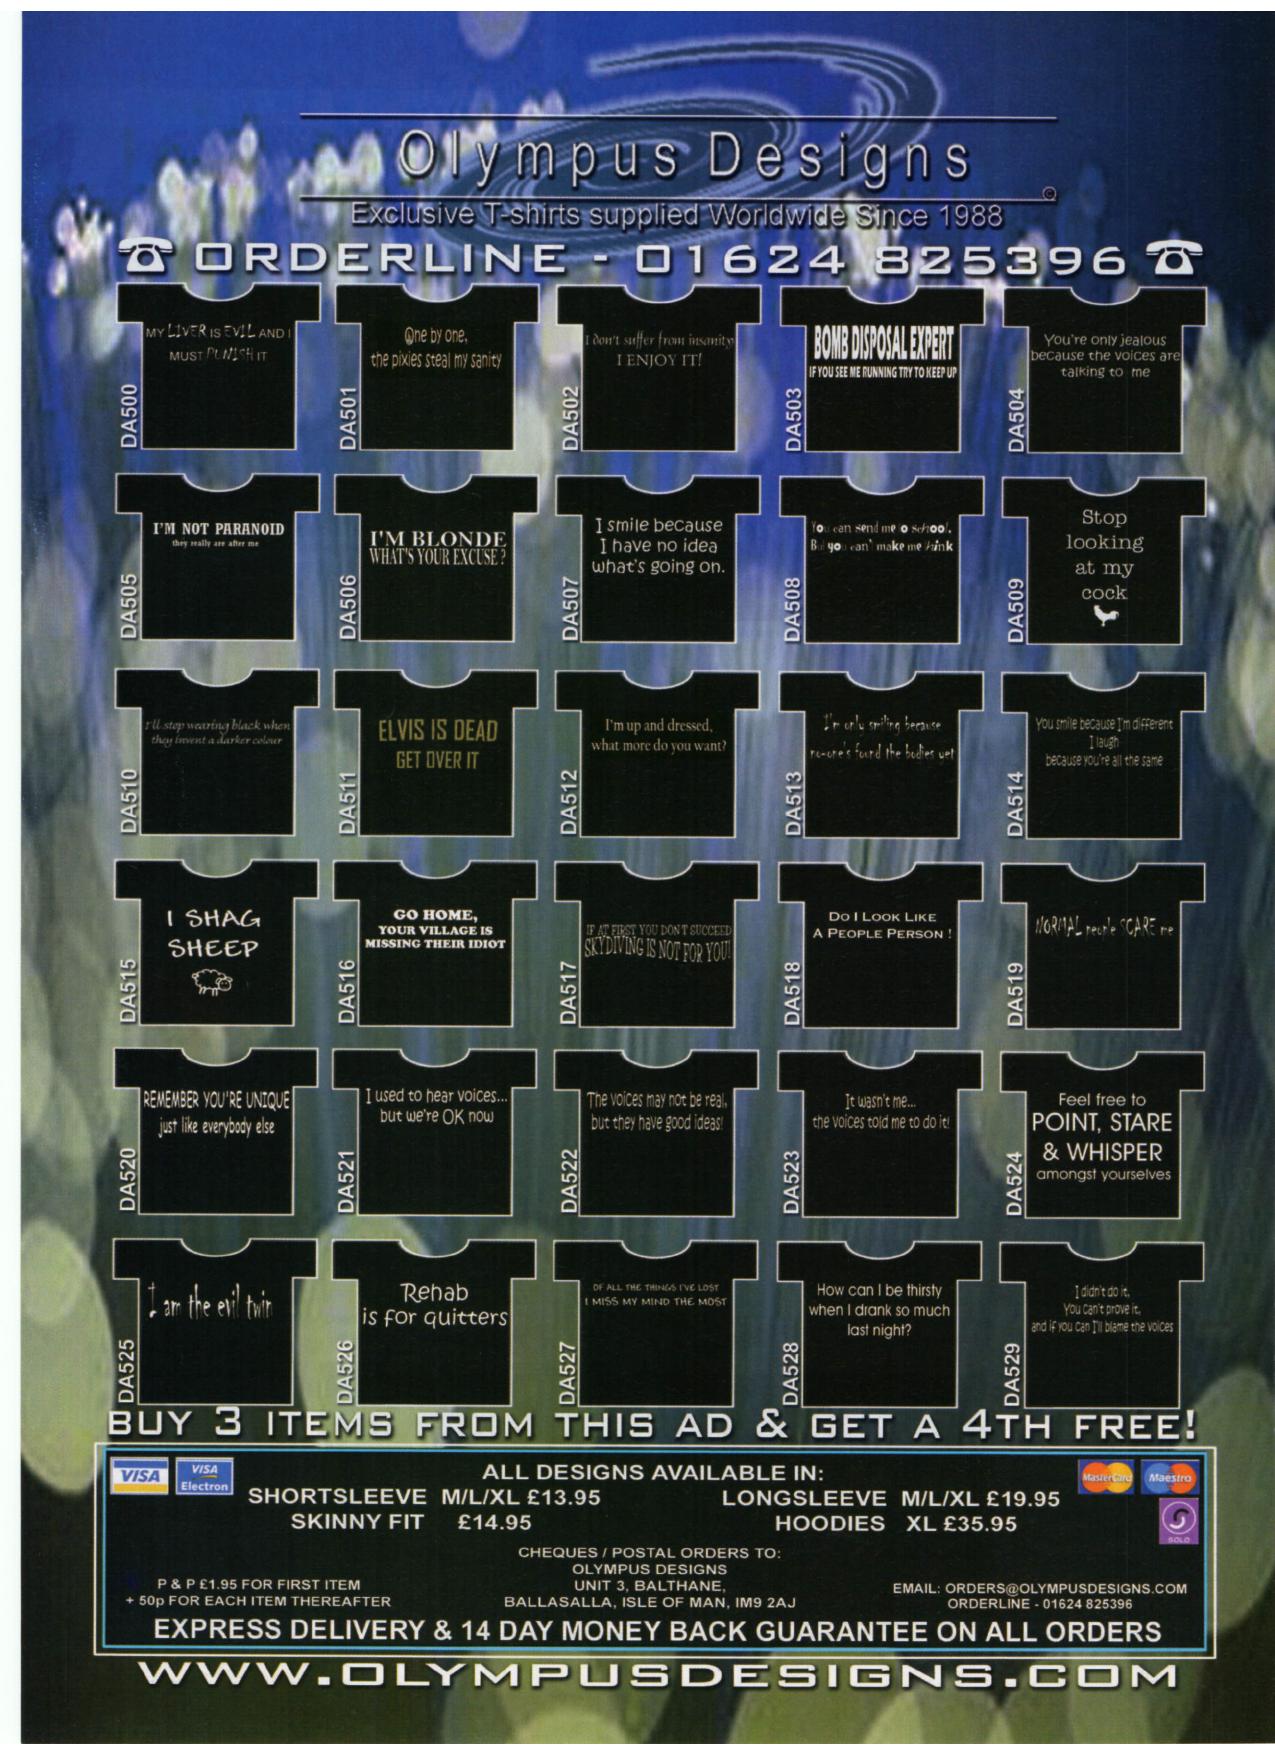 Olympus Designs
©
Exclusive T-shirts supplied Worldwide Since 1988
ORDERLINE - 01624 825396
MY LIVER IS EVIL AND I
MUST PUNISH IT
DA500
One by one,
the pixies steal my sanity
DA501
I don't suffer from insanity
I ENJOY IT!
DA502
BOMB DISPOSAL EXPERT
IF YOU SEE ME RUNNING TRY TO KEEP UP
DA503
You're only jealous
because the voices are
talking to me
DA504
I'M NOT PARANOID
they really are after me
DA505
I'M BLONDE
WHAT'S YOUR EXCUSE?
DA506
I smile because
I have no idea
what's going on.
DA507
You can send me to school,
But you can't make me think
DA508
Stop
looking
at my
cock
DA509
I'll stop wearing black when
they invent a darker colour
DA510
ELVIS IS DEAD
GET OVER IT
DA511
I'm up and dressed,
what more do you want?
DA512
I'm only smiling because
no-one's found the bodies yet
DA513
You smile because I'm different
I laugh
because you're all the same
DA514
I SHAG
SHEEP
DA515
GO HOME,
YOUR VILLAGE IS
MISSING THEIR IDIOT
DA516
IF AT FIRST YOU DON'T SUCCEED
SKYDIVING IS NOT FOR YOU!
DA517
DO I LOOK LIKE
A PEOPLE PERSON !
DA518
NORMAL people SCARE me
DA519
REMEMBER YOU'RE UNIQUE
just like everybody else
DA520
I used to hear voices...
but we're OK now
DA521
The voices may not be real,
but they have good ideas!
DA522
It wasn't me...
the voices told me to do it!
DA523
Feel free to
POINT, STARE
& WHISPER
amongst yourselves
DA524
I am the evil twin
DA525
Rehab
is for quitters
DA526
OF ALL THE THINGS I'VE LOST
I MISS MY MIND THE MOST
DA527
How can I be thirsty
when I drank so much
last night?
DA528
I didn't do it,
You can't prove it,
and if you can I'll blame the voices
DA529
BUY 3 ITEMS FROM THIS AD & GET A 4TH FREE!
VISA
VISA
Electron
ALL DESIGNS AVAILABLE IN:
MasterCard
Maestro
SHORTSLEEVE M/L/XL £13.95
LONGSLEEVE M/L/XL £19.95
SKINNY FIT £14.95
HOODIES XL £35.95
S
SOLO
CHEQUES / POSTAL ORDERS TO:
OLYMPUS DESIGNS
UNIT 3, BALTHANE,
BALLASALLA, ISLE OF MAN, IM9 2AJ
P & P £1.95 FOR FIRST ITEM
+ 50p FOR EACH ITEM THEREAFTER
EMAIL: ORDERS@OLYMPUSDESIGNS.COM
ORDERLINE - 01624 825396
EXPRESS DELIVERY & 14 DAY MONEY BACK GUARANTEE ON ALL ORDERS
WWW.OLYMPUSDESIGNS.COM